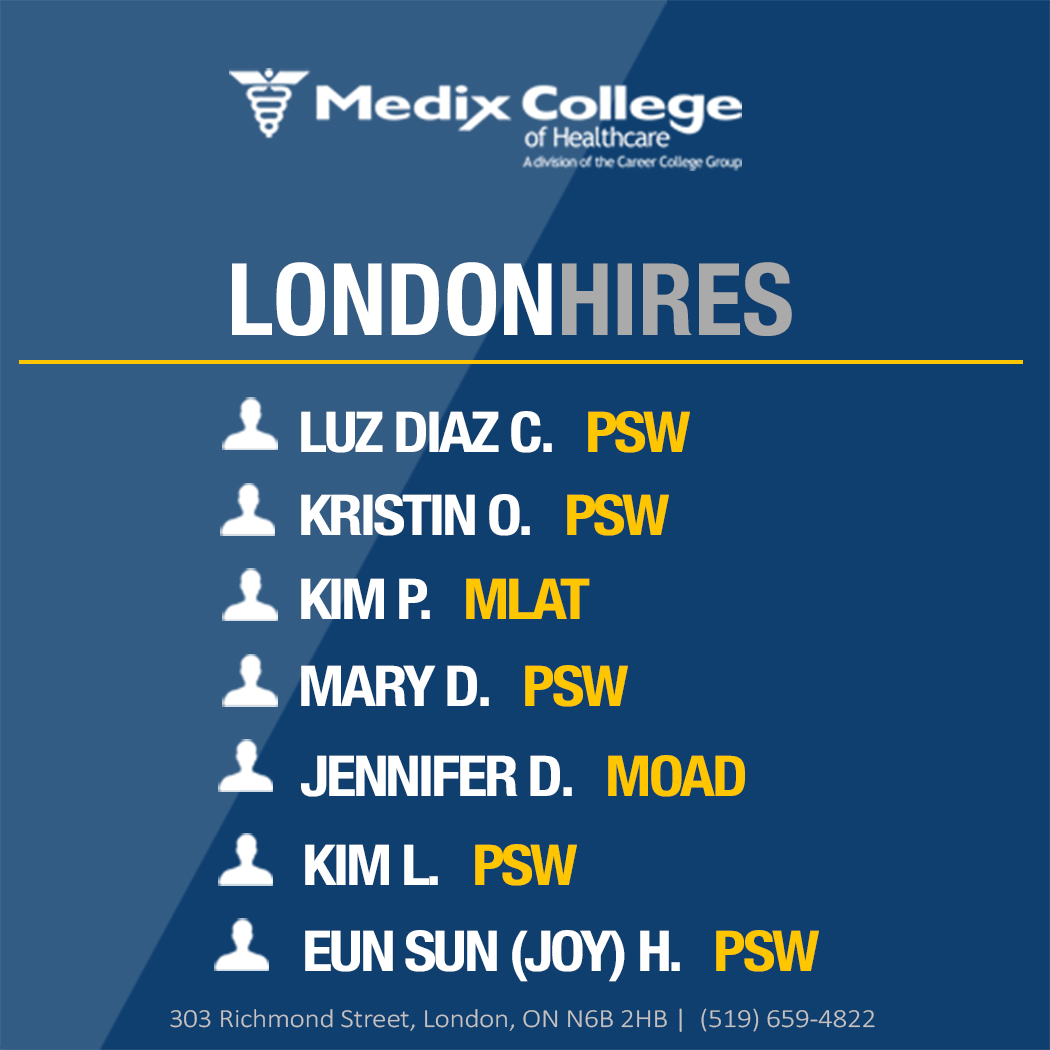 Medix College
of Healthcare
A division of the Career College Group
LONDONHIRES
LUZ DIAZ C. PSW
KRISTIN O. PSW
KIM P. MLAT
MARY D. PSW
JENNIFER D. MOAD
KIM L. PSW
EUN SUN (JOY) H. PSW
303 Richmond Street, London, ON N6B 2HB | (519) 659-4822